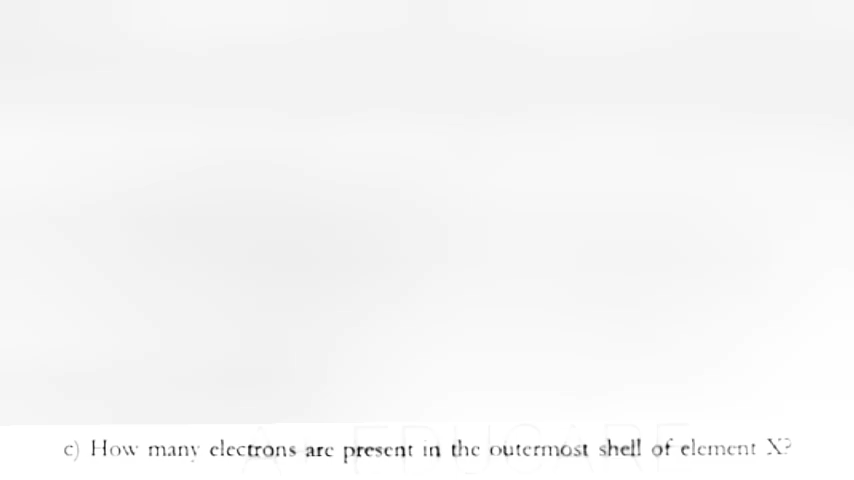 c) How many electrons are present in the outermost shell of element X?